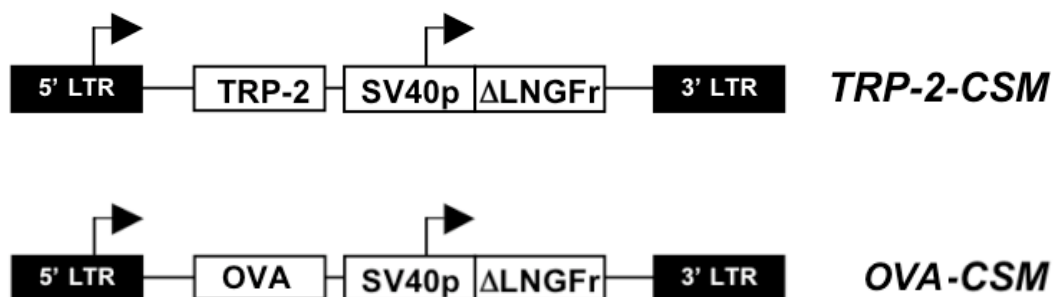 5' LTR TRP-2 SV40p ΔLNGFr 3' LTR TRP-2-CSM
5' LTR OVA SV40p ΔLNGFr 3' LTR OVA-CSM